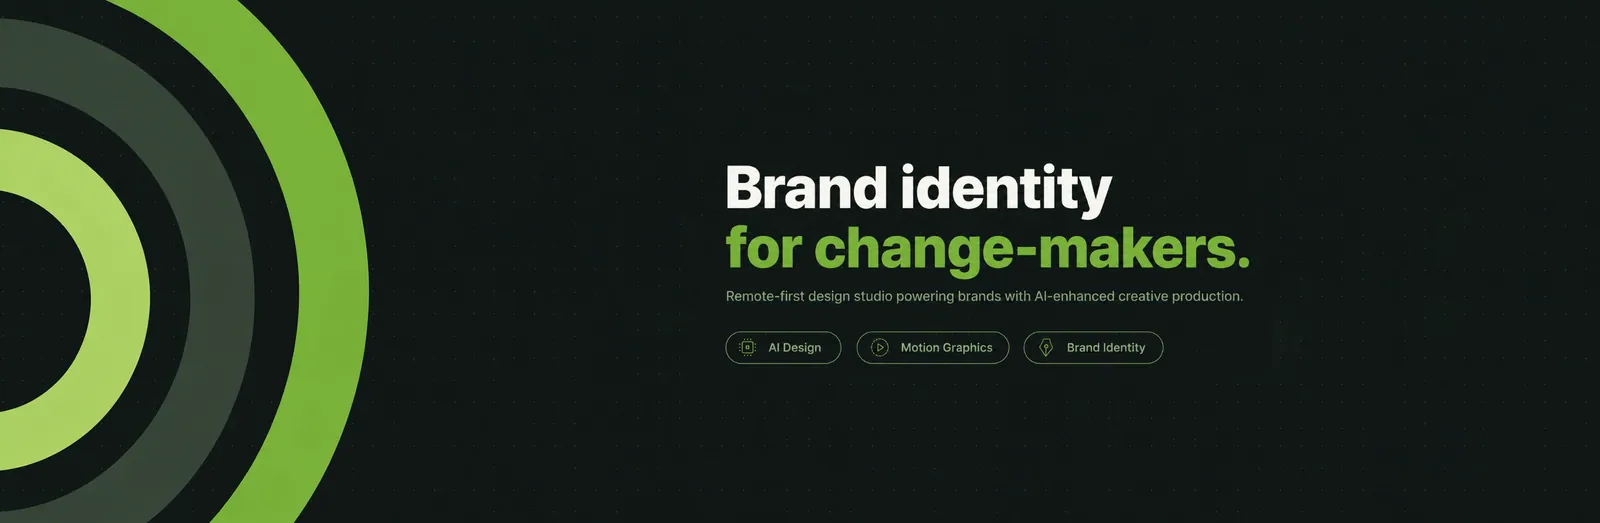 Brand identity
for change-makers.
Remote-first design studio powering brands with AI-enhanced creative production.
AI Design
Motion Graphics
Brand Identity